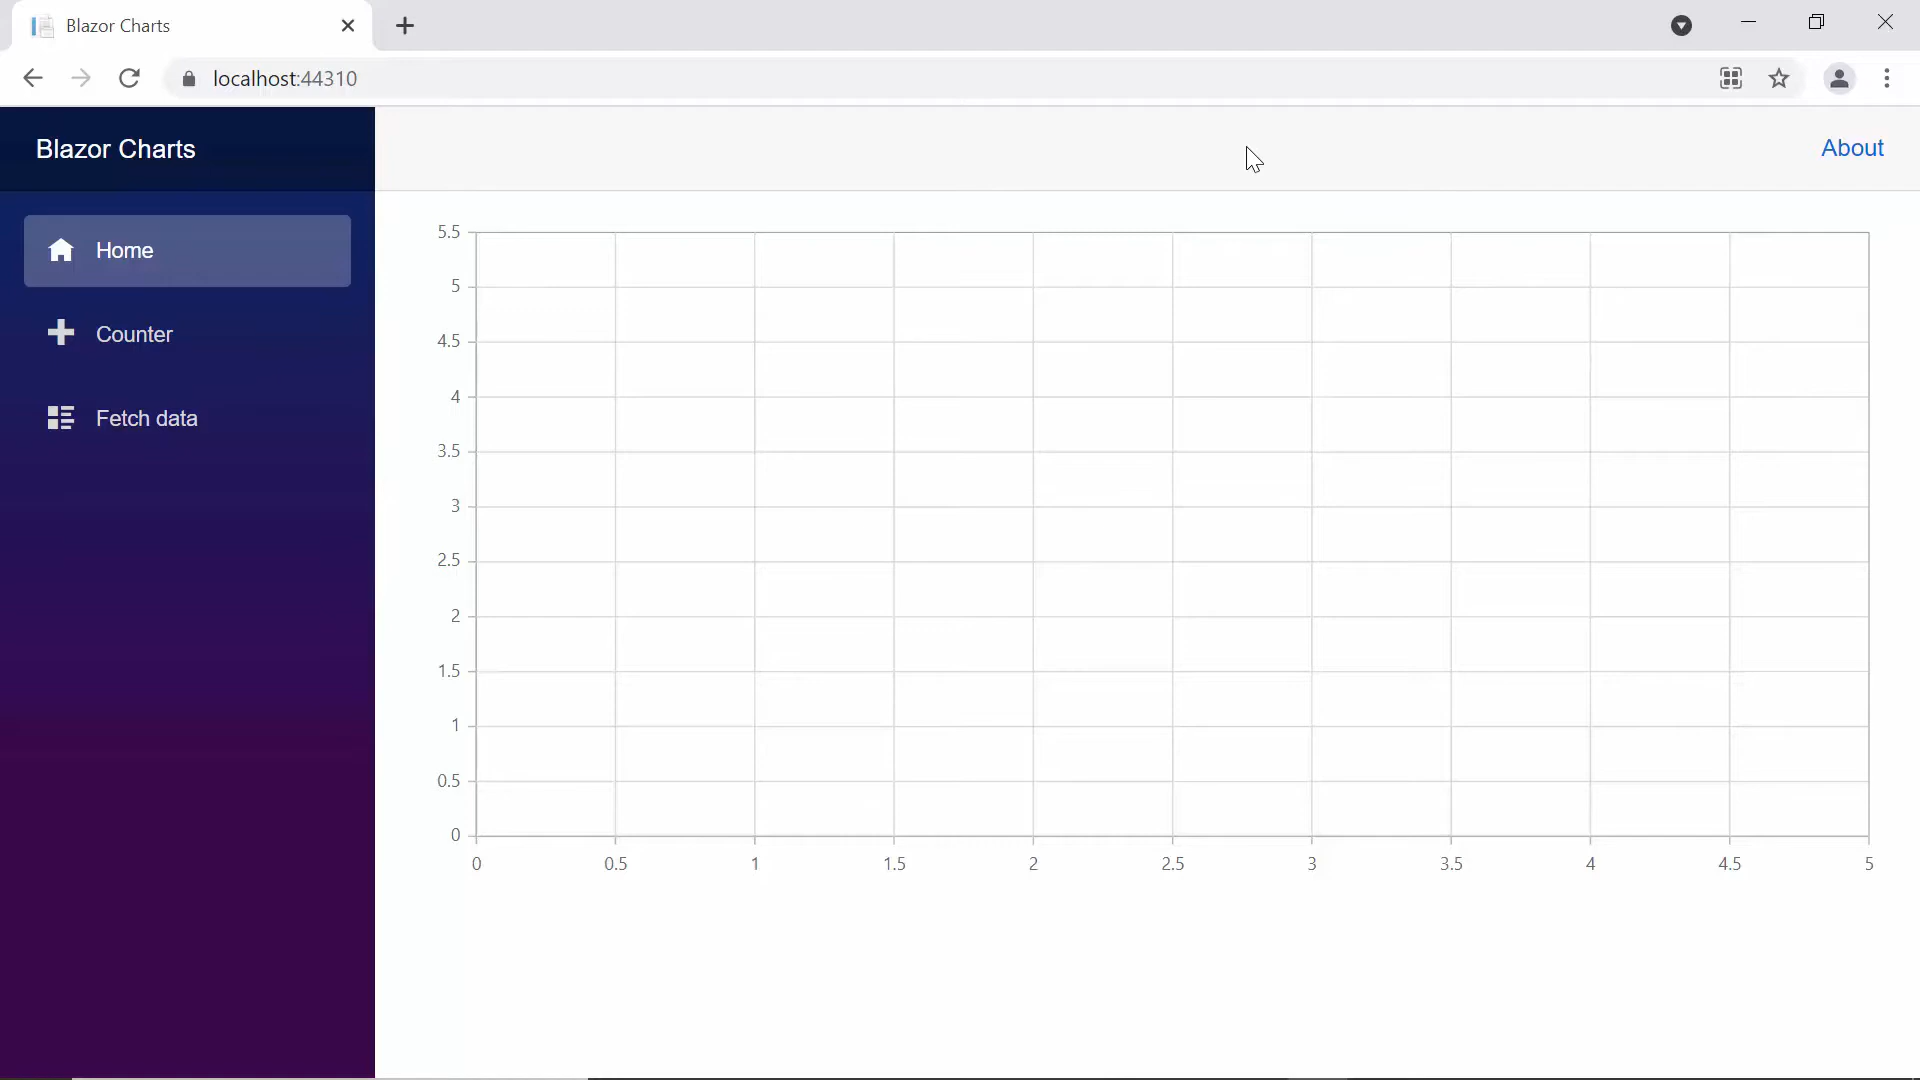 Blazor Charts
localhost:44310
Blazor Charts
About
Home
Counter
Fetch data
5.5
5
4.5
4
3.5
3
2.5
2
1.5
1
0.5
0
0 0.5 1 1.5 2 2.5 3 3.5 4 4.5 5